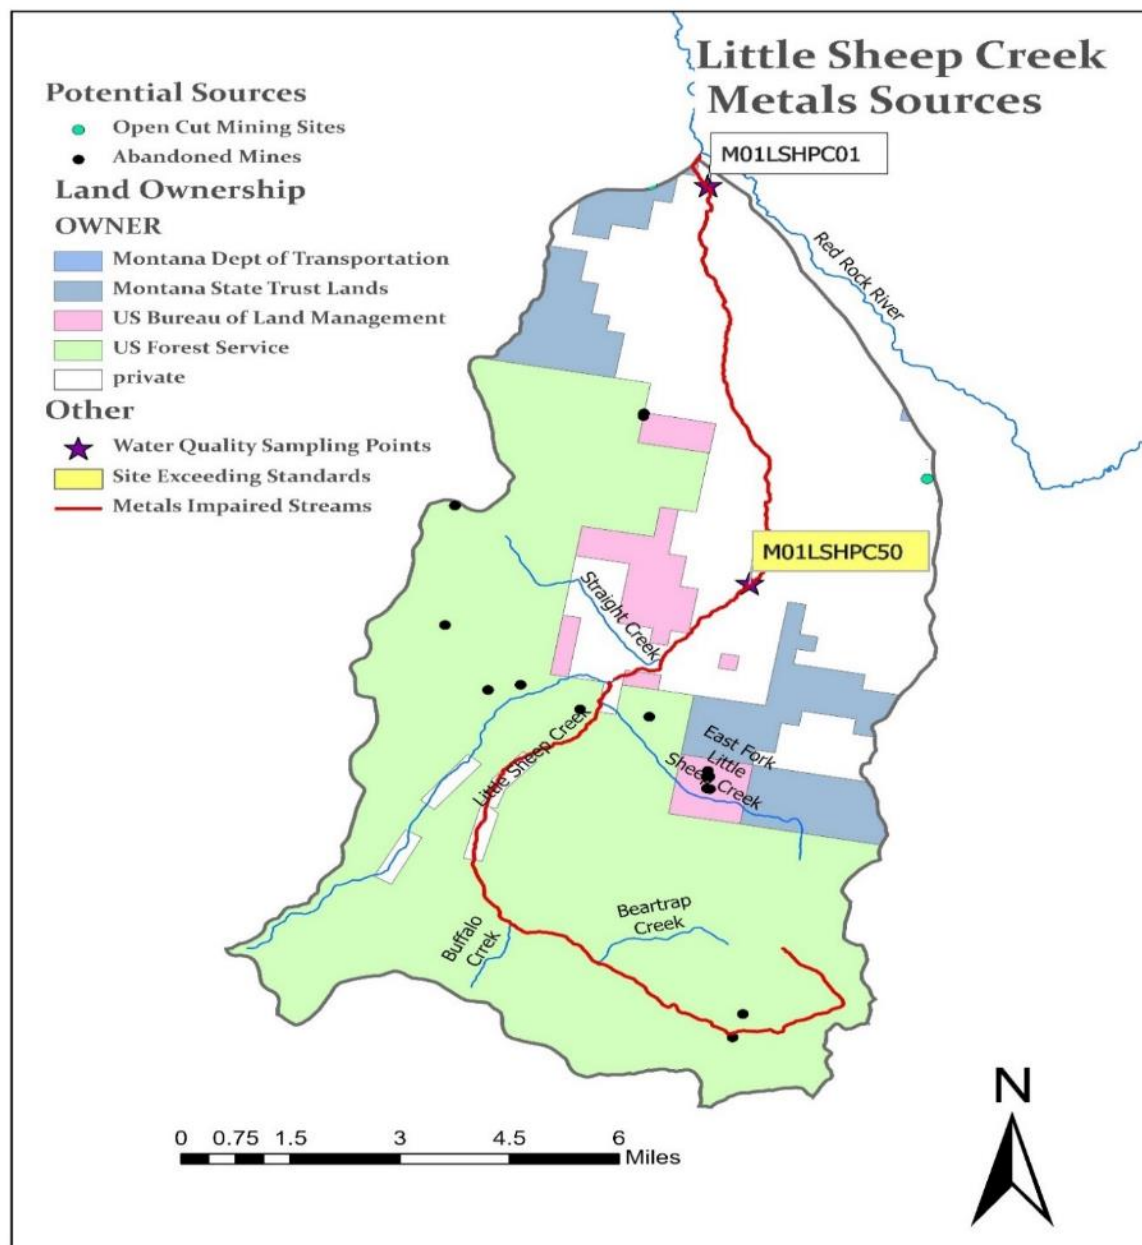 Little Sheep Creek
Metals Sources
Potential Sources
Open Cut Mining Sites
Abandoned Mines
Land Ownership
OWNER
Montana Dept of Transportation
Montana State Trust Lands
US Bureau of Land Management
US Forest Service
private
Other
Water Quality Sampling Points
Site Exceeding Standards
Metals Impaired Streams
M01LSHPC01
Red Rock River
M01LSHPC50
Straight Creek
Little Sheep Creek
East Fork
Little
Sheep Creek
Beartrap
Creek
Buffalo
Crrek
0 0.75 1.5 3 4.5 6
Miles
N